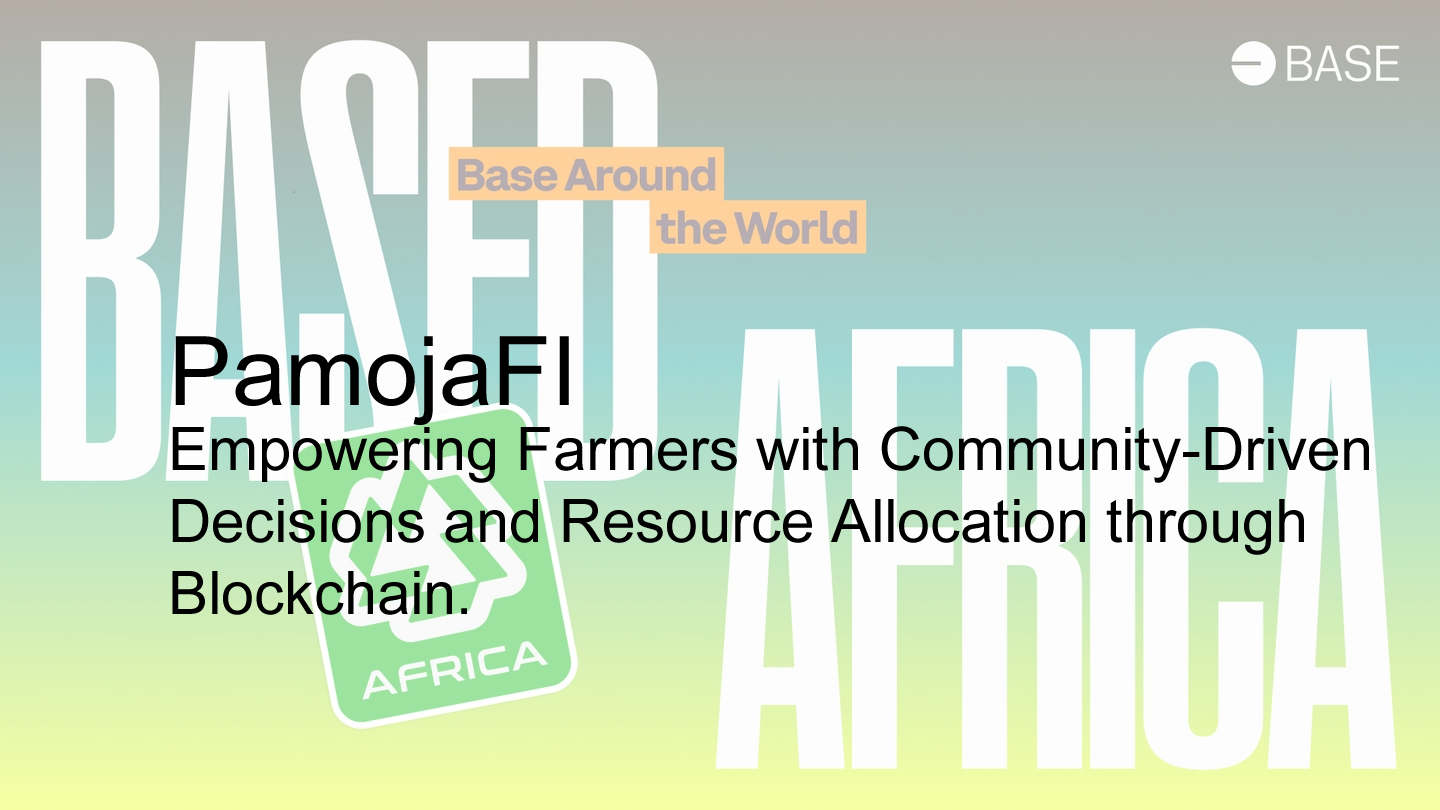 BASED
BASE
Base Around
the World
AFRICA
PamojaFI
Empowering Farmers with Community-Driven
Decisions and Resource Allocation through
Blockchain.
AFRICA